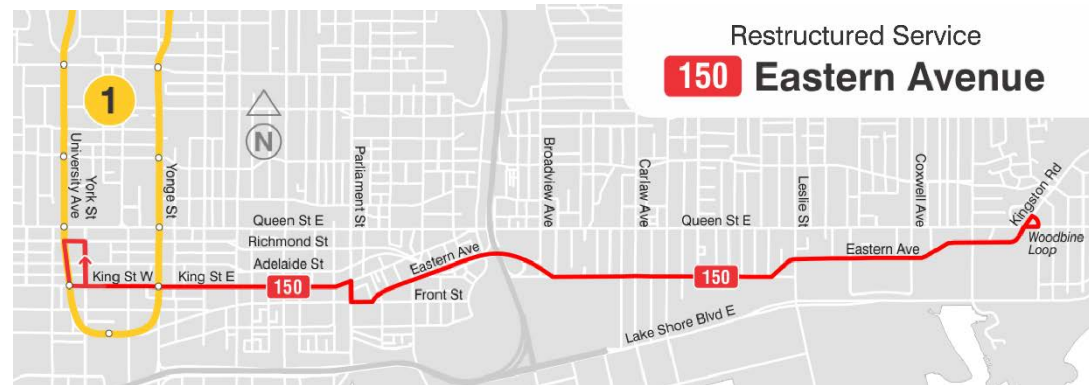 Restructured Service
150 Eastern Avenue
1
N
University Ave
York St
Yonge St
Parliament St
Broadview Ave
Carlaw Ave
Leslie St
Coxwell Ave
Kingston Rd
Queen St E
Queen St E
Richmond St
Adelaide St
Eastern Ave
Eastern Ave
Woodbine
Loop
King St W
King St E
150
150
Front St
Lake Shore Blvd E